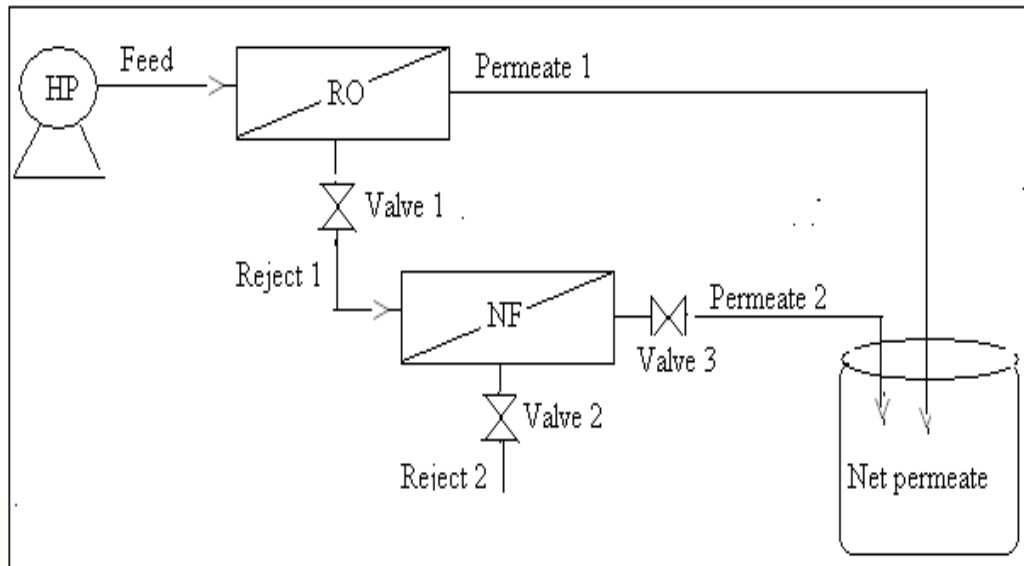 HP
Feed
RO
Permeate 1
Valve 1
Reject 1
NF
Permeate 2
Valve 3
Valve 2
Reject 2
Net permeate